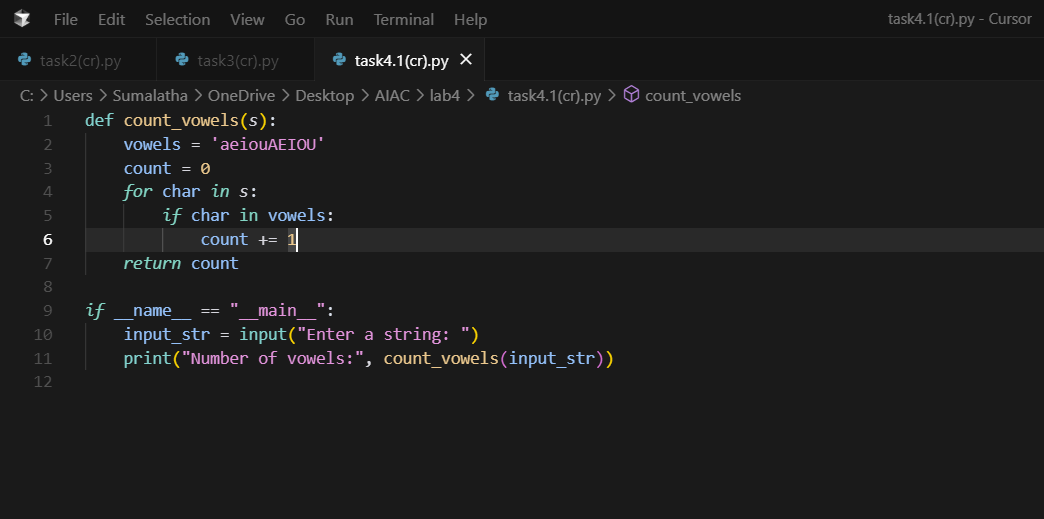 File Edit Selection View Go Run Terminal Help task4.1(cr).py - Cursor
task2(cr).py task3(cr).py task4.1(cr).py
C: > Users > Sumalatha > OneDrive > Desktop > AIAC > lab4 > task4.1(cr).py > count_vowels
1 def count_vowels(s):
2     vowels = 'aeiouAEIOU'
3     count = 0
4     for char in s:
5         if char in vowels:
6             count += 1
7     return count
8
9 if __name__ == "__main__":
10     input_str = input("Enter a string: ")
11     print("Number of vowels:", count_vowels(input_str))
12